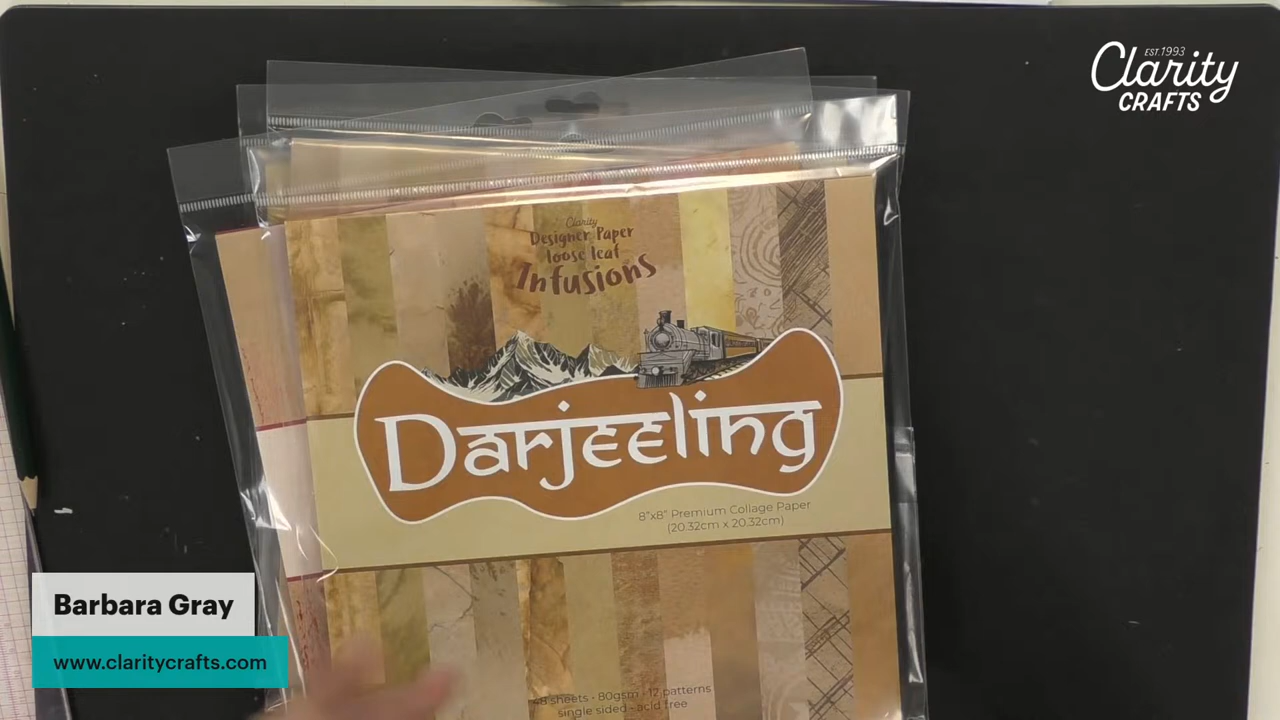 EST.1993
Clarity
CRAFTS
Clarity
Designer Paper
loose leaf
Infusions
Darjeeling
8"x8" Premium Collage Paper
(20.32cm x 20.32cm)
48 sheets - 80gsm - 12 patterns
single sided - acid free
Barbara Gray
www.claritycrafts.com